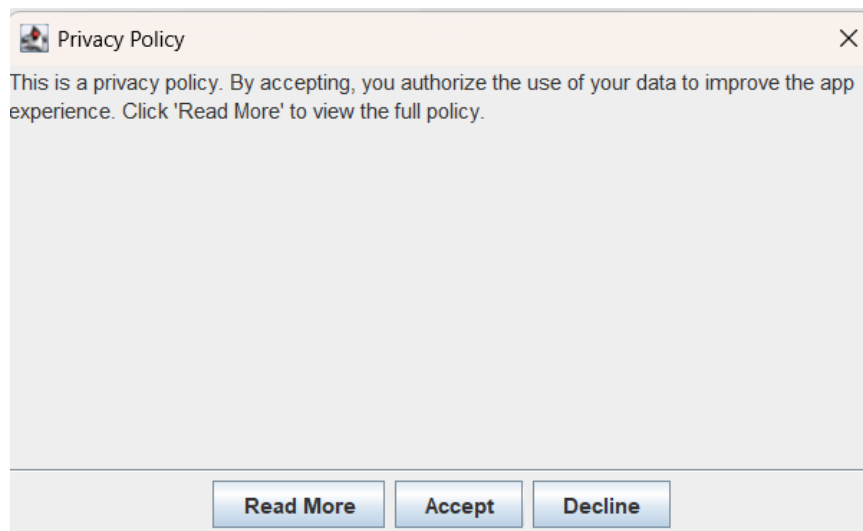 Privacy Policy
This is a privacy policy. By accepting, you authorize the use of your data to improve the app
experience. Click 'Read More' to view the full policy.
Read More
Accept
Decline